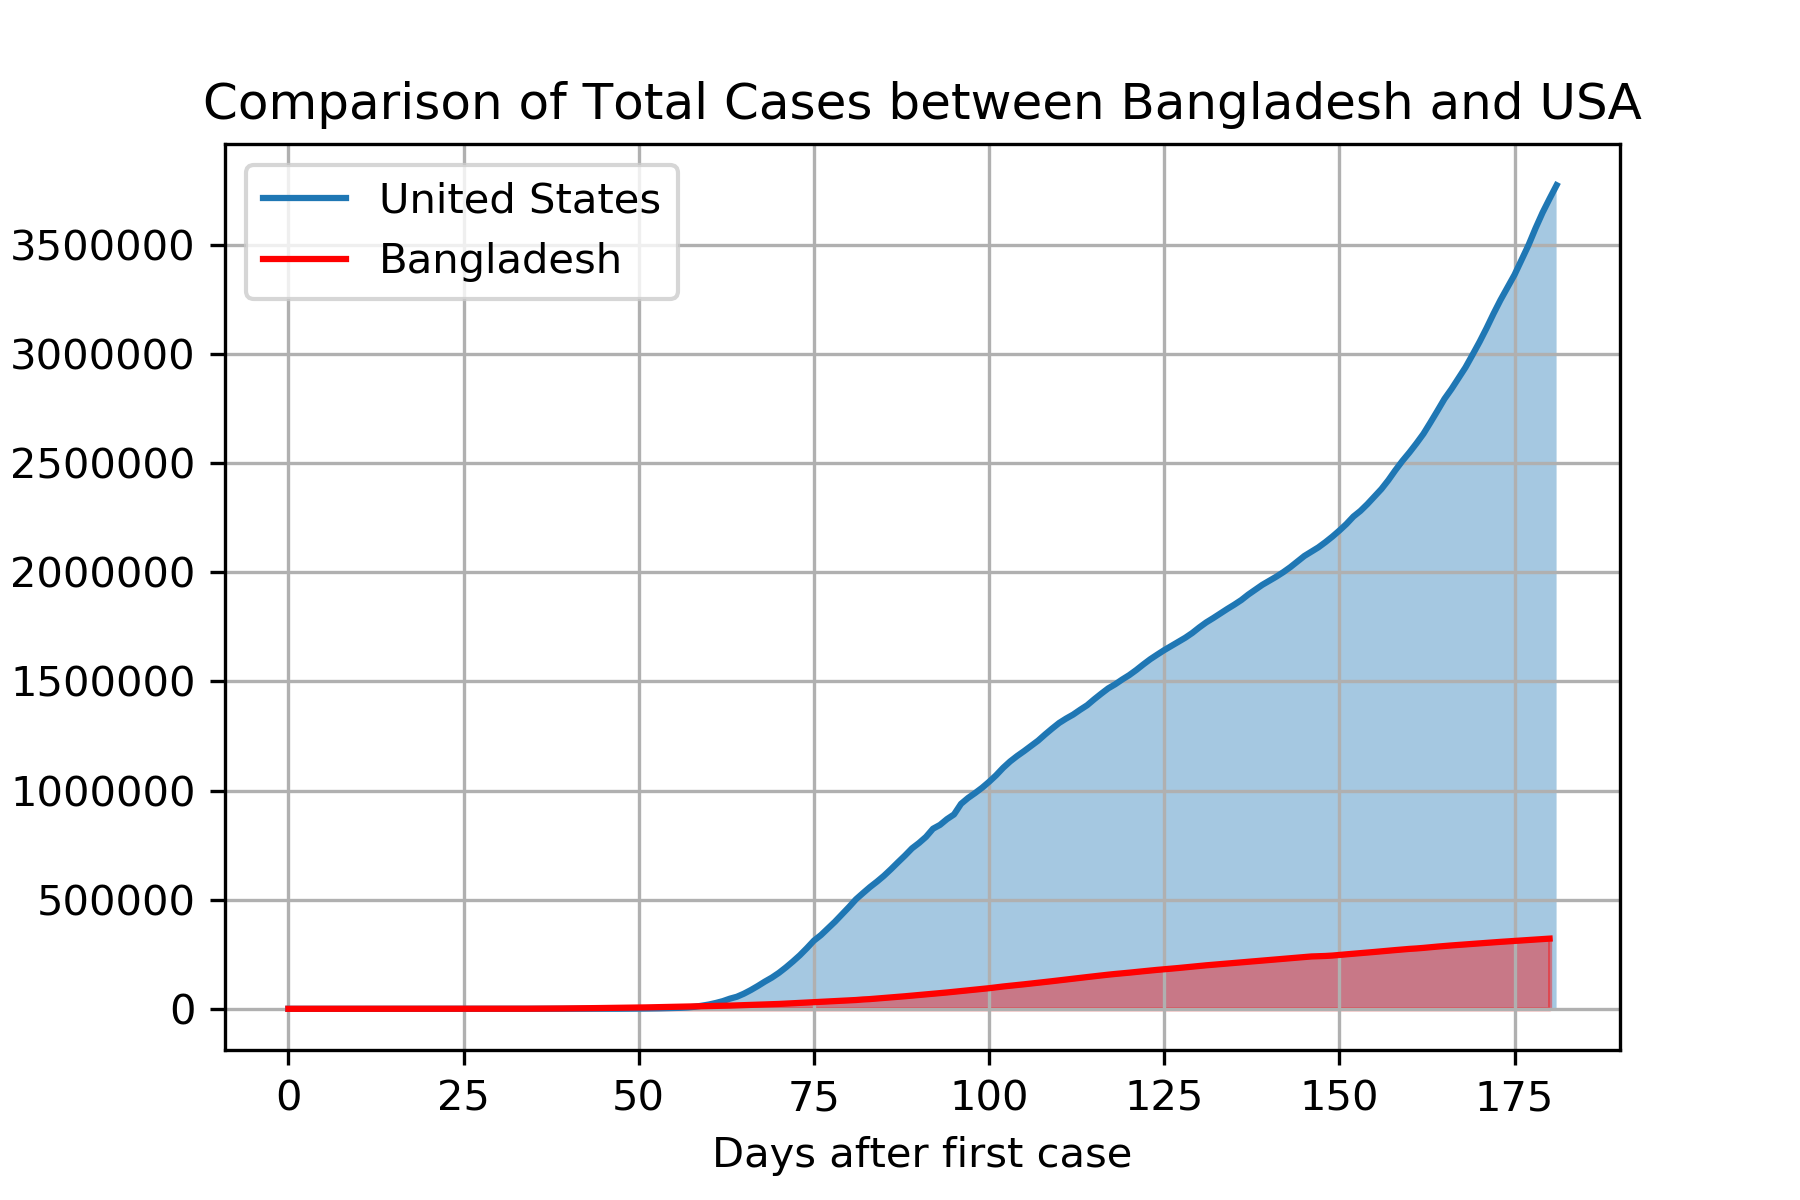 Comparison of Total Cases between Bangladesh and USA
United States
Bangladesh
3500000
3000000
2500000
2000000
1500000
1000000
500000
0
0 25 50 75 100 125 150 175
Days after first case